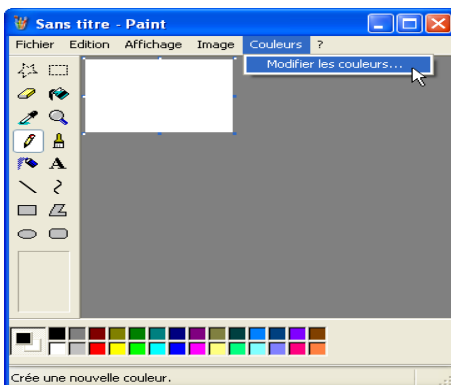 Sans titre - Paint
Fichier Edition Affichage Image Couleurs ?
Modifier les couleurs...
A
Crée une nouvelle couleur.